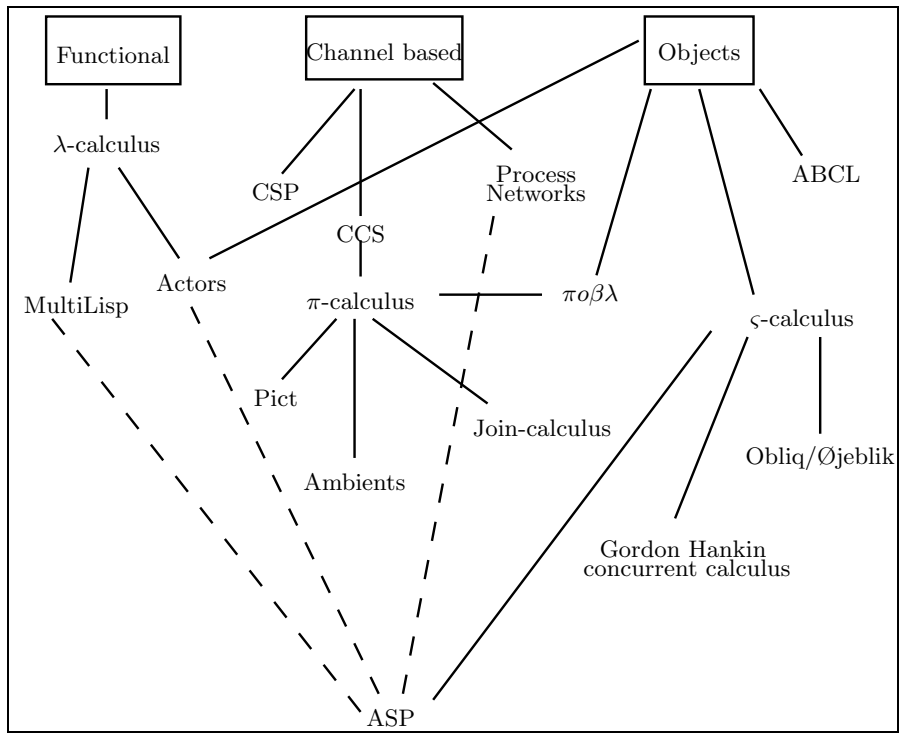 Functional
Channel based
Objects
λ-calculus
CSP
Process
Networks
ABCL
CCS
Actors
MultiLisp
π-calculus
πoβλ
ς-calculus
Pict
Join-calculus
Obliq/Øjeblik
Ambients
Gordon Hankin
concurrent calculus
ASP